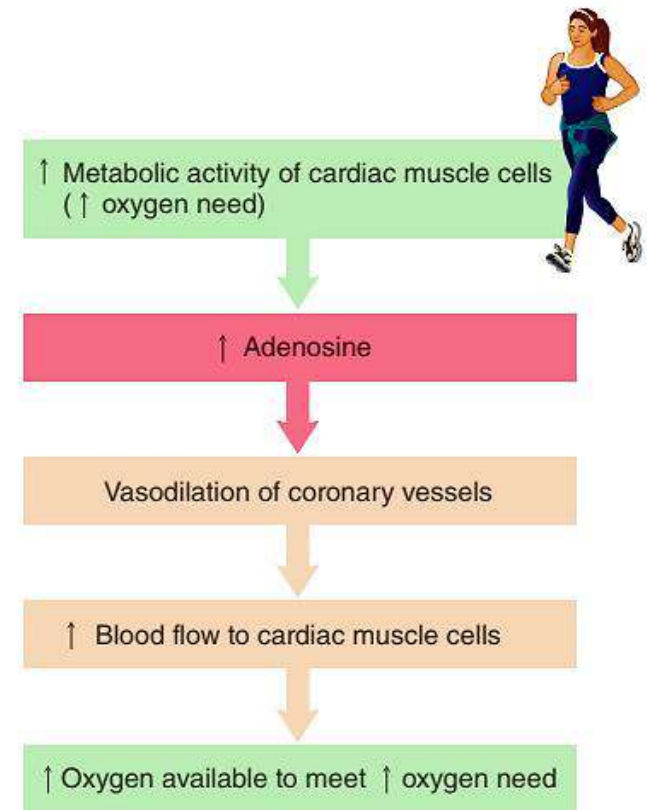 ↑ Metabolic activity of cardiac muscle cells
(↑ oxygen need)
↑ Adenosine
Vasodilation of coronary vessels
↑ Blood flow to cardiac muscle cells
↑ Oxygen available to meet ↑ oxygen need